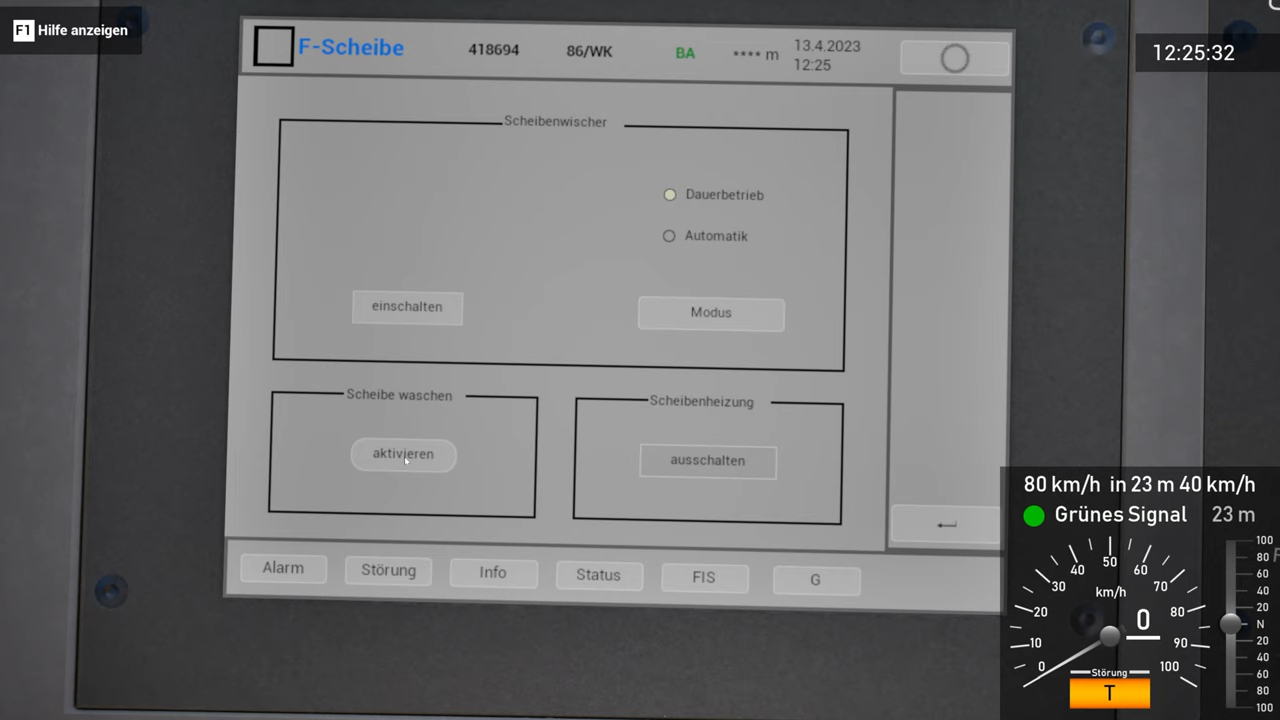 F1 Hilfe anzeigen
12:25:32
F-Scheibe 418694 86/WK BA **** m 13.4.2023
12:25
Scheibenwischer
Dauerbetrieb
Automatik
einschalten Modus
Scheibe waschen Scheibenheizung
aktivieren ausschalten
Alarm Störung Info Status FIS G
80 km/h in 23 m 40 km/h
Grünes Signal 23 m
0 10 20 30 40 50 60 70 80 90 100
km/h
0
Störung
T
100
80
60
40
20
N
20
40
60
80
100